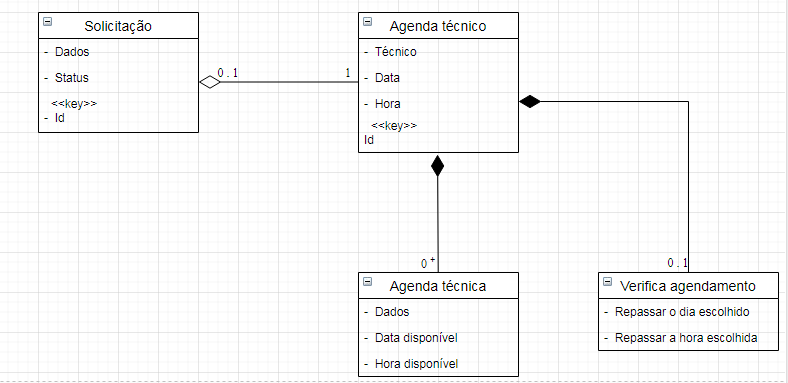 Solicitação
- Dados
- Status
<<key>>
- Id
0 . 1
1
Agenda técnico
- Técnico
- Data
- Hora
<<key>>
Id
0 +
0 . 1
Agenda técnica
- Dados
- Data disponível
- Hora disponível
Verifica agendamento
- Repassar o dia escolhido
- Repassar a hora escolhida